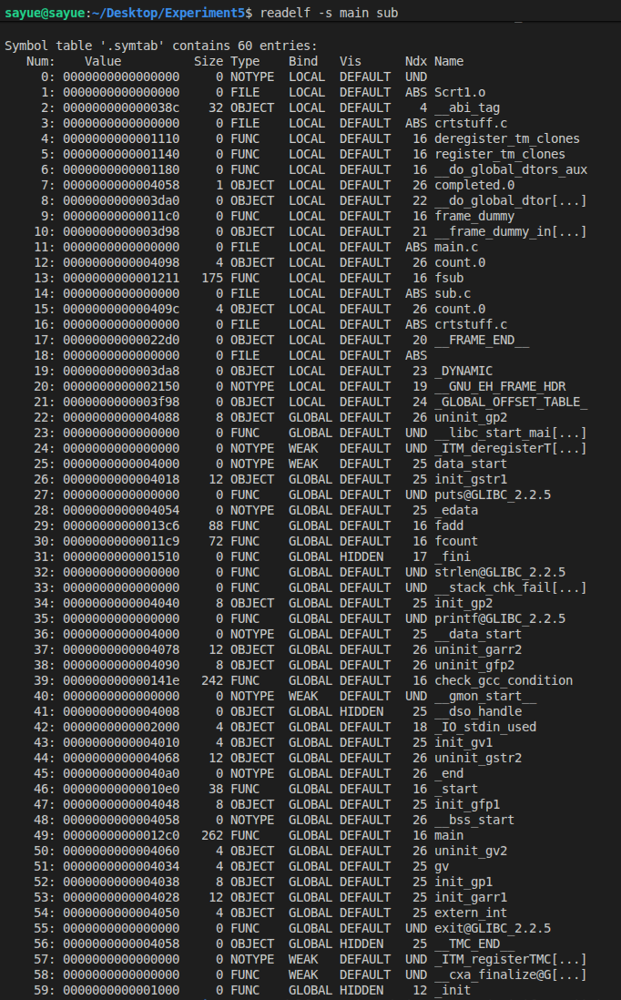 sayue@sayue:~/Desktop/Experiment5$ readelf -s main sub
Symbol table '.symtab' contains 60 entries:
   Num:    Value          Size Type    Bind   Vis      Ndx Name
     0: 0000000000000000     0 NOTYPE  LOCAL  DEFAULT  UND
     1: 0000000000000000     0 FILE    LOCAL  DEFAULT  ABS Scrt1.o
     2: 000000000000038c    32 OBJECT  LOCAL  DEFAULT    4 __abi_tag
     3: 0000000000000000     0 FILE    LOCAL  DEFAULT  ABS crtstuff.c
     4: 0000000000001110     0 FUNC    LOCAL  DEFAULT   16 deregister_tm_clones
     5: 0000000000001140     0 FUNC    LOCAL  DEFAULT   16 register_tm_clones
     6: 0000000000001180     0 FUNC    LOCAL  DEFAULT   16 __do_global_dtors_aux
     7: 0000000000004058     1 OBJECT  LOCAL  DEFAULT   26 completed.0
     8: 0000000000003da0     0 OBJECT  LOCAL  DEFAULT   22 __do_global_dtor[...]
     9: 00000000000011c0     0 FUNC    LOCAL  DEFAULT   16 frame_dummy
    10: 0000000000003d98     0 OBJECT  LOCAL  DEFAULT   21 __frame_dummy_in[...]
    11: 0000000000000000     0 FILE    LOCAL  DEFAULT  ABS main.c
    12: 0000000000004098     4 OBJECT  LOCAL  DEFAULT   26 count.0
    13: 0000000000001211   175 FUNC    LOCAL  DEFAULT   16 fsub
    14: 0000000000000000     0 FILE    LOCAL  DEFAULT  ABS sub.c
    15: 000000000000409c     4 OBJECT  LOCAL  DEFAULT   26 count.0
    16: 0000000000000000     0 FILE    LOCAL  DEFAULT  ABS crtstuff.c
    17: 00000000000022d0     0 OBJECT  LOCAL  DEFAULT   20 __FRAME_END__
    18: 0000000000000000     0 FILE    LOCAL  DEFAULT  ABS
    19: 0000000000003da8     0 OBJECT  LOCAL  DEFAULT   23 _DYNAMIC
    20: 0000000000002150     0 NOTYPE  LOCAL  DEFAULT   19 __GNU_EH_FRAME_HDR
    21: 0000000000003f98     0 OBJECT  LOCAL  DEFAULT   24 _GLOBAL_OFFSET_TABLE_
    22: 0000000000004088     8 OBJECT  GLOBAL DEFAULT   26 uninit_gp2
    23: 0000000000000000     0 FUNC    GLOBAL DEFAULT  UND __libc_start_mai[...]
    24: 0000000000000000     0 NOTYPE  WEAK   DEFAULT  UND _ITM_deregisterT[...]
    25: 0000000000004000     0 NOTYPE  WEAK   DEFAULT   25 data_start
    26: 0000000000004018    12 OBJECT  GLOBAL DEFAULT   25 init_gstr1
    27: 0000000000000000     0 FUNC    GLOBAL DEFAULT  UND puts@GLIBC_2.2.5
    28: 0000000000004054     0 NOTYPE  GLOBAL DEFAULT   25 _edata
    29: 00000000000013c6    88 FUNC    GLOBAL DEFAULT   16 fadd
    30: 00000000000011c9    72 FUNC    GLOBAL DEFAULT   16 fcount
    31: 0000000000001510     0 FUNC    GLOBAL HIDDEN    17 _fini
    32: 0000000000000000     0 FUNC    GLOBAL DEFAULT  UND strlen@GLIBC_2.2.5
    33: 0000000000000000     0 FUNC    GLOBAL DEFAULT  UND __stack_chk_fail[...]
    34: 0000000000004040     8 OBJECT  GLOBAL DEFAULT   25 init_gp2
    35: 0000000000000000     0 FUNC    GLOBAL DEFAULT  UND printf@GLIBC_2.2.5
    36: 0000000000004000     0 NOTYPE  GLOBAL DEFAULT   25 __data_start
    37: 0000000000004078    12 OBJECT  GLOBAL DEFAULT   26 uninit_garr2
    38: 0000000000004090     8 OBJECT  GLOBAL DEFAULT   26 uninit_gfp2
    39: 000000000000141e   242 FUNC    GLOBAL DEFAULT   16 check_gcc_condition
    40: 0000000000000000     0 NOTYPE  WEAK   DEFAULT  UND __gmon_start__
    41: 0000000000004008     0 OBJECT  GLOBAL HIDDEN    25 __dso_handle
    42: 0000000000002000     4 OBJECT  GLOBAL DEFAULT   18 _IO_stdin_used
    43: 0000000000004010     4 OBJECT  GLOBAL DEFAULT   25 init_gv1
    44: 0000000000004068    12 OBJECT  GLOBAL DEFAULT   26 uninit_gstr2
    45: 00000000000040a0     0 NOTYPE  GLOBAL DEFAULT   26 _end
    46: 00000000000010e0    38 FUNC    GLOBAL DEFAULT   16 _start
    47: 0000000000004048     8 OBJECT  GLOBAL DEFAULT   25 init_gfp1
    48: 0000000000004058     0 NOTYPE  GLOBAL DEFAULT   26 __bss_start
    49: 00000000000012c0   262 FUNC    GLOBAL DEFAULT   16 main
    50: 0000000000004060     4 OBJECT  GLOBAL DEFAULT   26 uninit_gv2
    51: 0000000000004034     4 OBJECT  GLOBAL DEFAULT   25 gv
    52: 0000000000004038     8 OBJECT  GLOBAL DEFAULT   25 init_gp1
    53: 0000000000004028    12 OBJECT  GLOBAL DEFAULT   25 init_garr1
    54: 0000000000004050     4 OBJECT  GLOBAL DEFAULT   25 extern_int
    55: 0000000000000000     0 FUNC    GLOBAL DEFAULT  UND exit@GLIBC_2.2.5
    56: 0000000000004058     0 OBJECT  GLOBAL HIDDEN    25 __TMC_END__
    57: 0000000000000000     0 NOTYPE  WEAK   DEFAULT  UND _ITM_registerTMC[...]
    58: 0000000000000000     0 FUNC    WEAK   DEFAULT  UND __cxa_finalize@G[...]
    59: 0000000000001000     0 FUNC    GLOBAL HIDDEN    12 _init